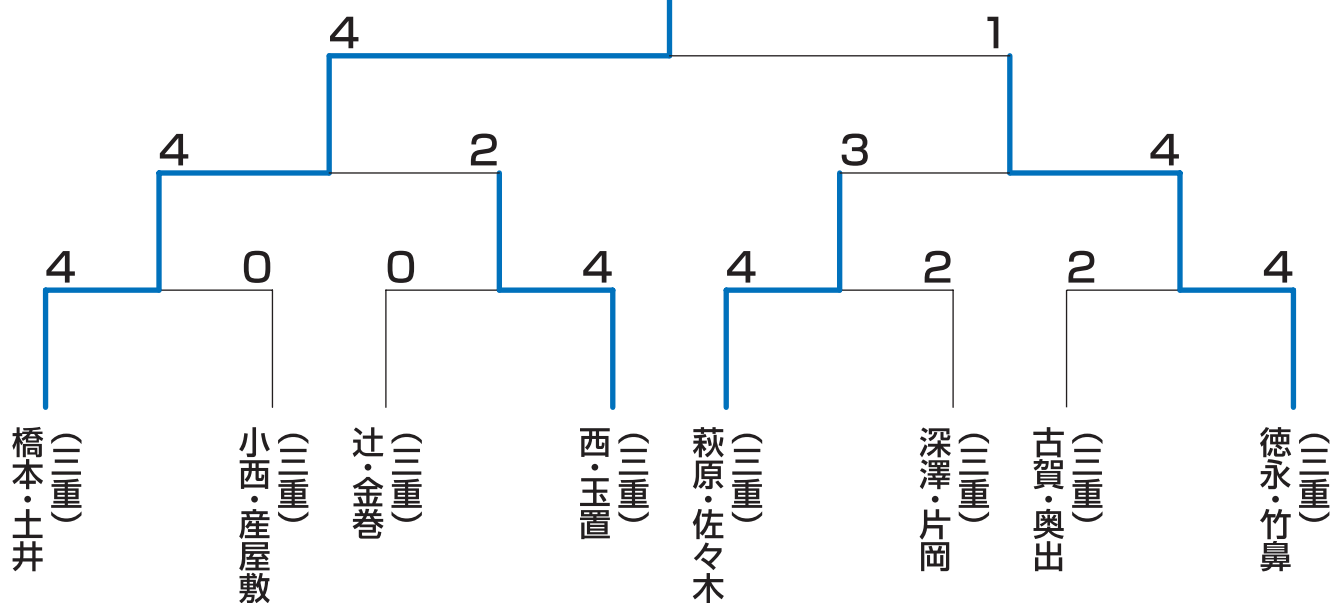 4 1
4 2 3 4
4 0 0 4 4 2 2 4
橋本・土井(三重)
小西・産屋敷(三重)
辻・金巻(三重)
西・玉置(三重)
萩原・佐々木(三重)
深澤・片岡(三重)
古賀・奥出(三重)
徳永・竹鼻(三重)